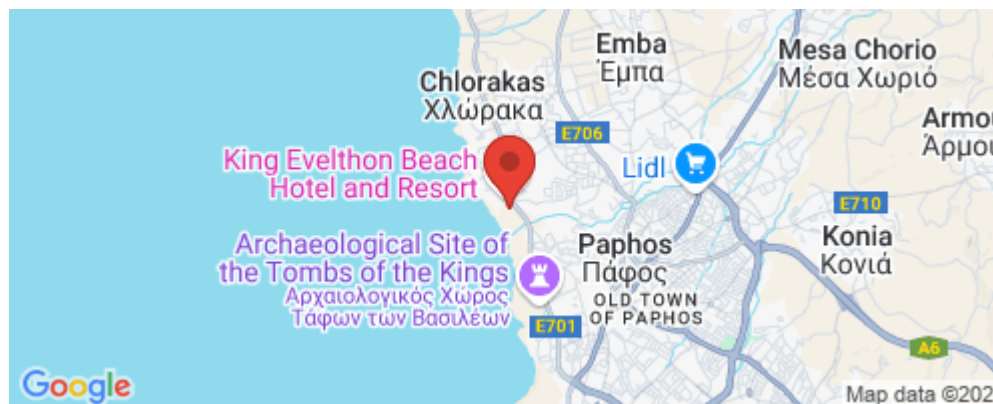 Emba
Έμπα
Mesa Chorio
Μέσα Χωριό
Chlorakas
Χλώρακα
E706
King Evelthon Beach
Hotel and Resort
Lidl
E710
Archaeological Site of
the Tombs of the Kings
Αρχαιολογικός Χώρος
Τάφων των Βασιλέων
Paphos
Πάφος
OLD TOWN
OF PAPHOS
Konia
Κονιά
E701
A6
Google
Map data ©202